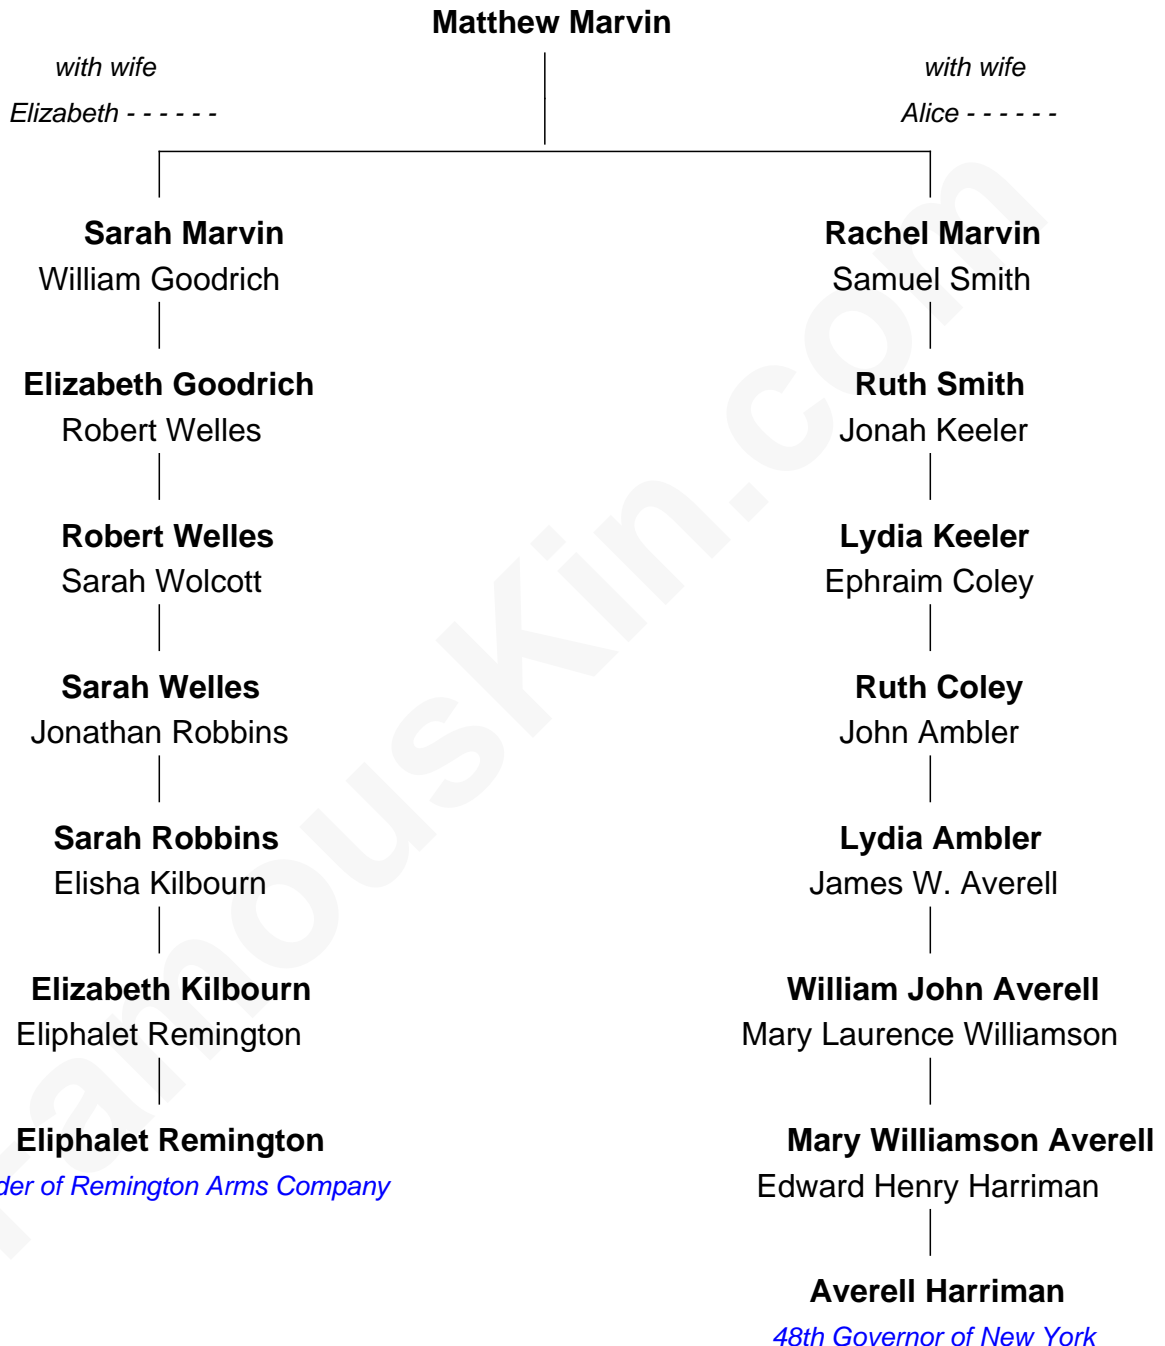 Matthew Marvin
with wife
Elizabeth - - - - - -
with wife
Alice - - - - - -
Sarah Marvin
William Goodrich
Rachel Marvin
Samuel Smith
Elizabeth Goodrich
Robert Welles
Ruth Smith
Jonah Keeler
Robert Welles
Sarah Wolcott
Lydia Keeler
Ephraim Coley
Sarah Welles
Jonathan Robbins
Ruth Coley
John Ambler
Sarah Robbins
Elisha Kilbourn
Lydia Ambler
James W. Averell
Elizabeth Kilbourn
Eliphalet Remington
William John Averell
Mary Laurence Williamson
Eliphalet Remington
der of Remington Arms Company
Mary Williamson Averell
Edward Henry Harriman
Averell Harriman
48th Governor of New York
FamousKin.com